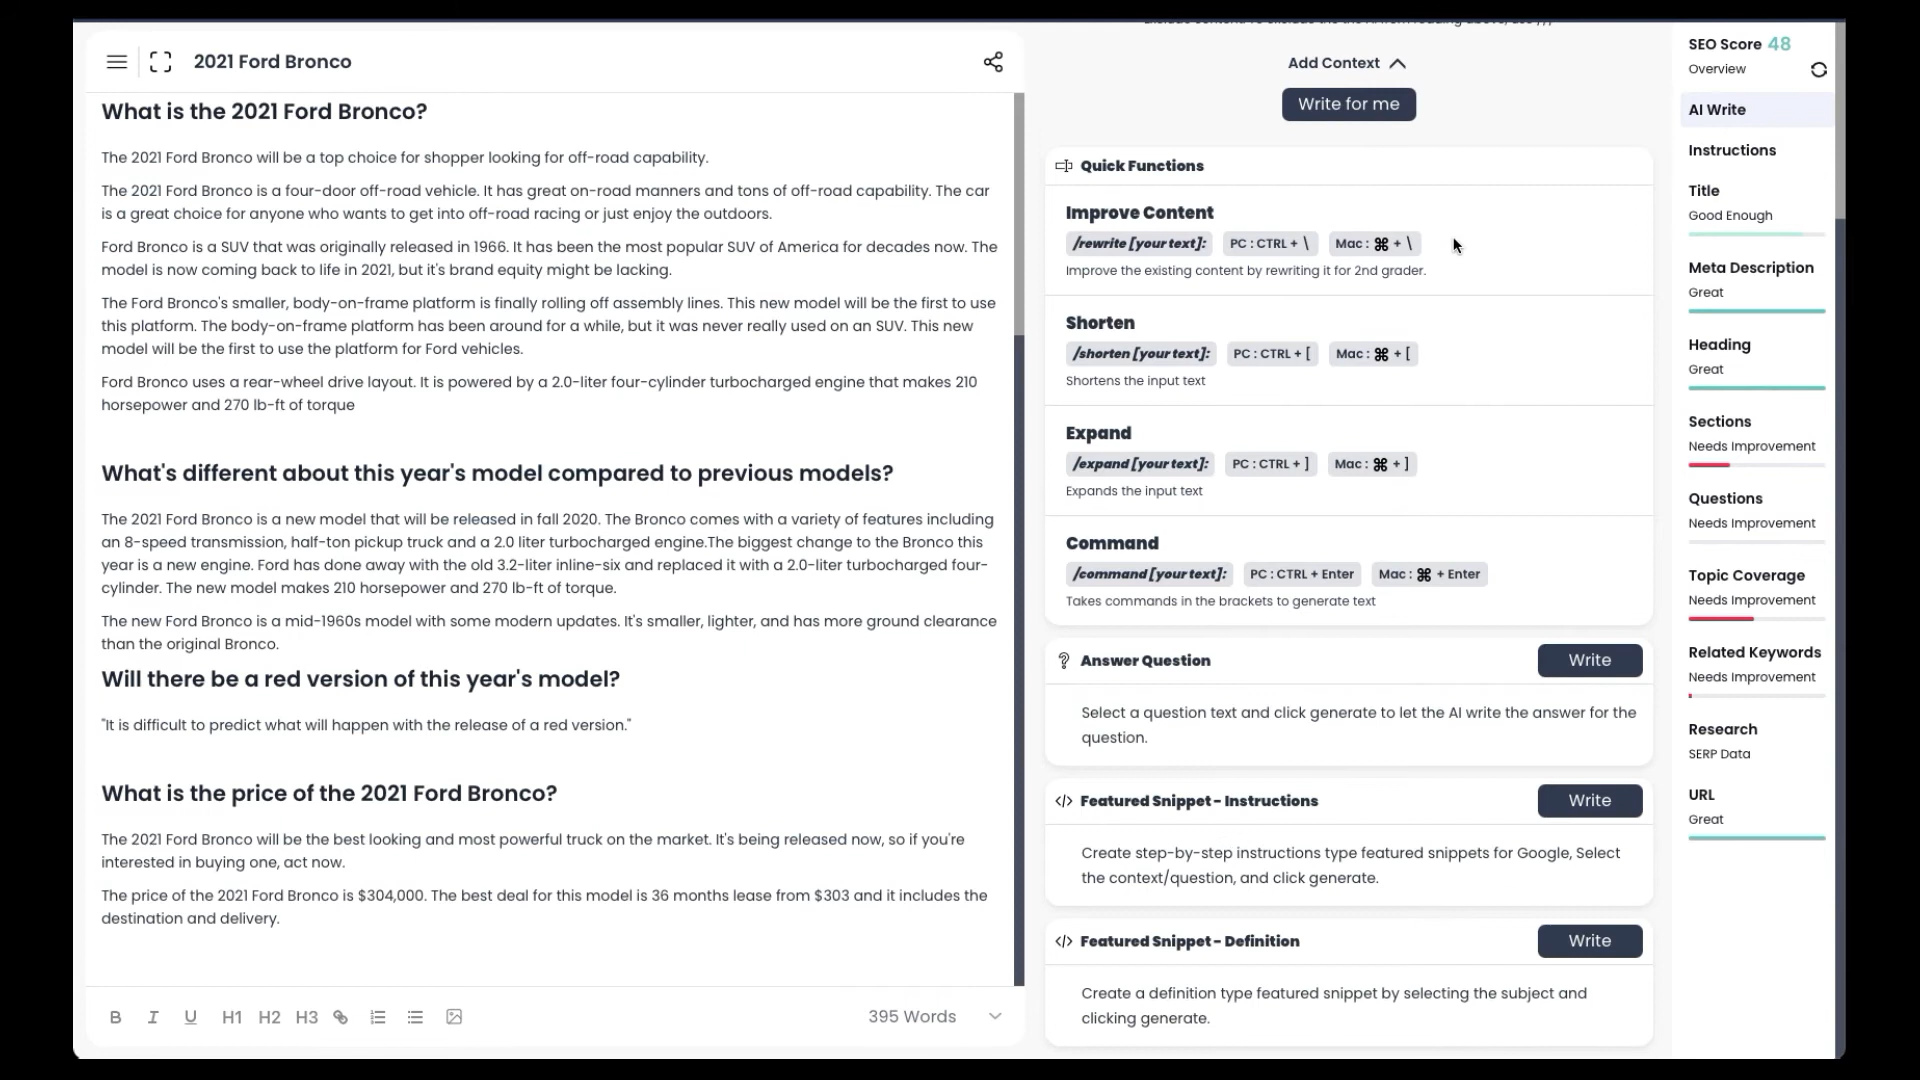 2021 Ford Bronco
What is the 2021 Ford Bronco?
The 2021 Ford Bronco will be a top choice for shopper looking for off-road capability.
The 2021 Ford Bronco is a four-door off-road vehicle. It has great on-road manners and tons of off-road capability. The car
is a great choice for anyone who wants to get into off-road racing or just enjoy the outdoors.
Ford Bronco is a SUV that was originally released in 1966. It has been the most popular SUV of America for decades now. The
model is now coming back to life in 2021, but it's brand equity might be lacking.
The Ford Bronco's smaller, body-on-frame platform is finally rolling off assembly lines. This new model will be the first to use
this platform. The body-on-frame platform has been around for a while, but it was never really used on an SUV. This new
model will be the first to use the platform for Ford vehicles.
Ford Bronco uses a rear-wheel drive layout. It is powered by a 2.0-liter four-cylinder turbocharged engine that makes 210
horsepower and 270 lb-ft of torque
What's different about this year's model compared to previous models?
The 2021 Ford Bronco is a new model that will be released in fall 2020. The Bronco comes with a variety of features including
an 8-speed transmission, half-ton pickup truck and a 2.0 liter turbocharged engine.The biggest change to the Bronco this
year is a new engine. Ford has done away with the old 3.2-liter inline-six and replaced it with a 2.0-liter turbocharged four-
cylinder. The new model makes 210 horsepower and 270 lb-ft of torque.
The new Ford Bronco is a mid-1960s model with some modern updates. It's smaller, lighter, and has more ground clearance
than the original Bronco.
Will there be a red version of this year's model?
"It is difficult to predict what will happen with the release of a red version."
What is the price of the 2021 Ford Bronco?
The 2021 Ford Bronco will be the best looking and most powerful truck on the market. It's being released now, so if you're
interested in buying one, act now.
The price of the 2021 Ford Bronco is $304,000. The best deal for this model is 36 months lease from $303 and it includes the
destination and delivery.
B I U H1 H2 H3
395 Words
Add Context
Write for me
Quick Functions
Improve Content
/rewrite [your text]: PC : CTRL + \ Mac : ⌘ + \
Improve the existing content by rewriting it for 2nd grader.
Shorten
/shorten [your text]: PC : CTRL + [ Mac : ⌘ + [
Shortens the input text
Expand
/expand [your text]: PC : CTRL + ] Mac : ⌘ + ]
Expands the input text
Command
/command [your text]: PC : CTRL + Enter Mac : ⌘ + Enter
Takes commands in the brackets to generate text
Answer Question Write
Select a question text and click generate to let the AI write the answer for the
question.
</> Featured Snippet - Instructions Write
Create step-by-step instructions type featured snippets for Google, Select
the context/question, and click generate.
</> Featured Snippet - Definition Write
Create a definition type featured snippet by selecting the subject and
clicking generate.
SEO Score 48
Overview
AI Write
Instructions
Title
Good Enough
Meta Description
Great
Heading
Great
Sections
Needs Improvement
Questions
Needs Improvement
Topic Coverage
Needs Improvement
Related Keywords
Needs Improvement
Research
SERP Data
URL
Great